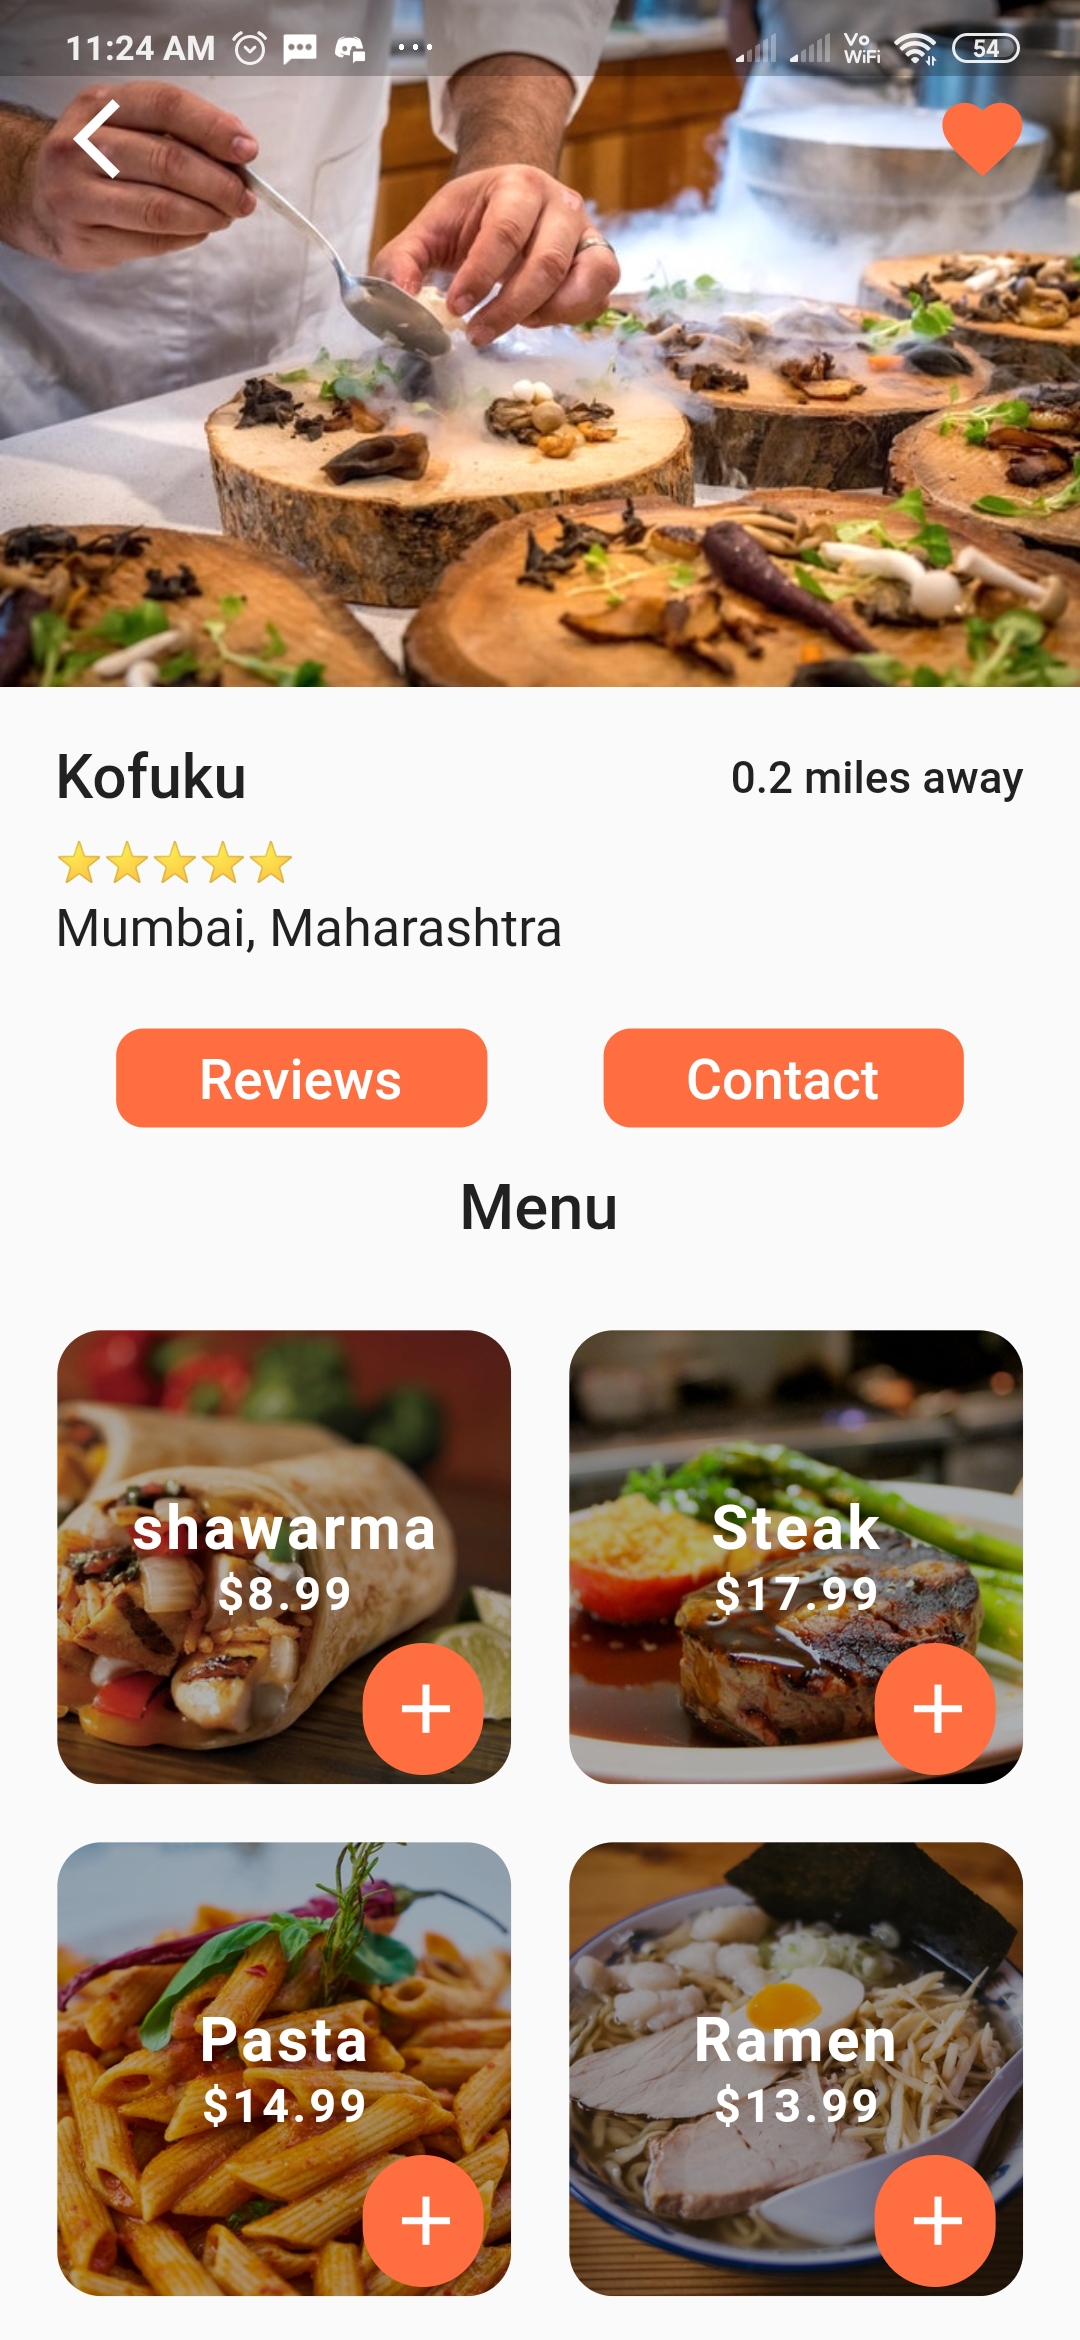 11:24 AM
Vo WiFi
54
Kofuku
0.2 miles away
⭐⭐⭐⭐⭐
Mumbai, Maharashtra
Reviews
Contact
Menu
shawarma
$8.99
Steak
$17.99
Pasta
$14.99
Ramen
$13.99